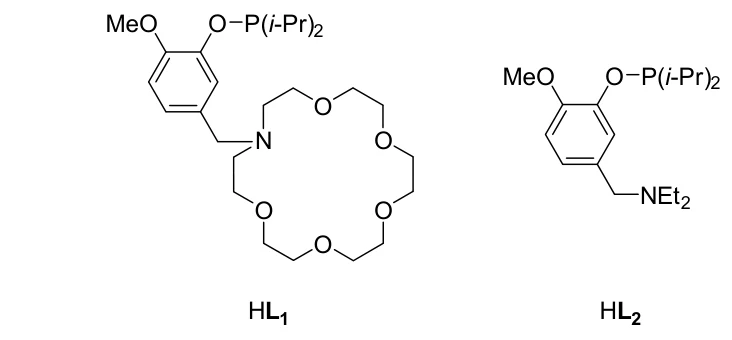 MeO O–P(i-Pr)₂
O
N O
MeO O–P(i-Pr)₂
NEt₂
O O
O
HL₁ HL₂